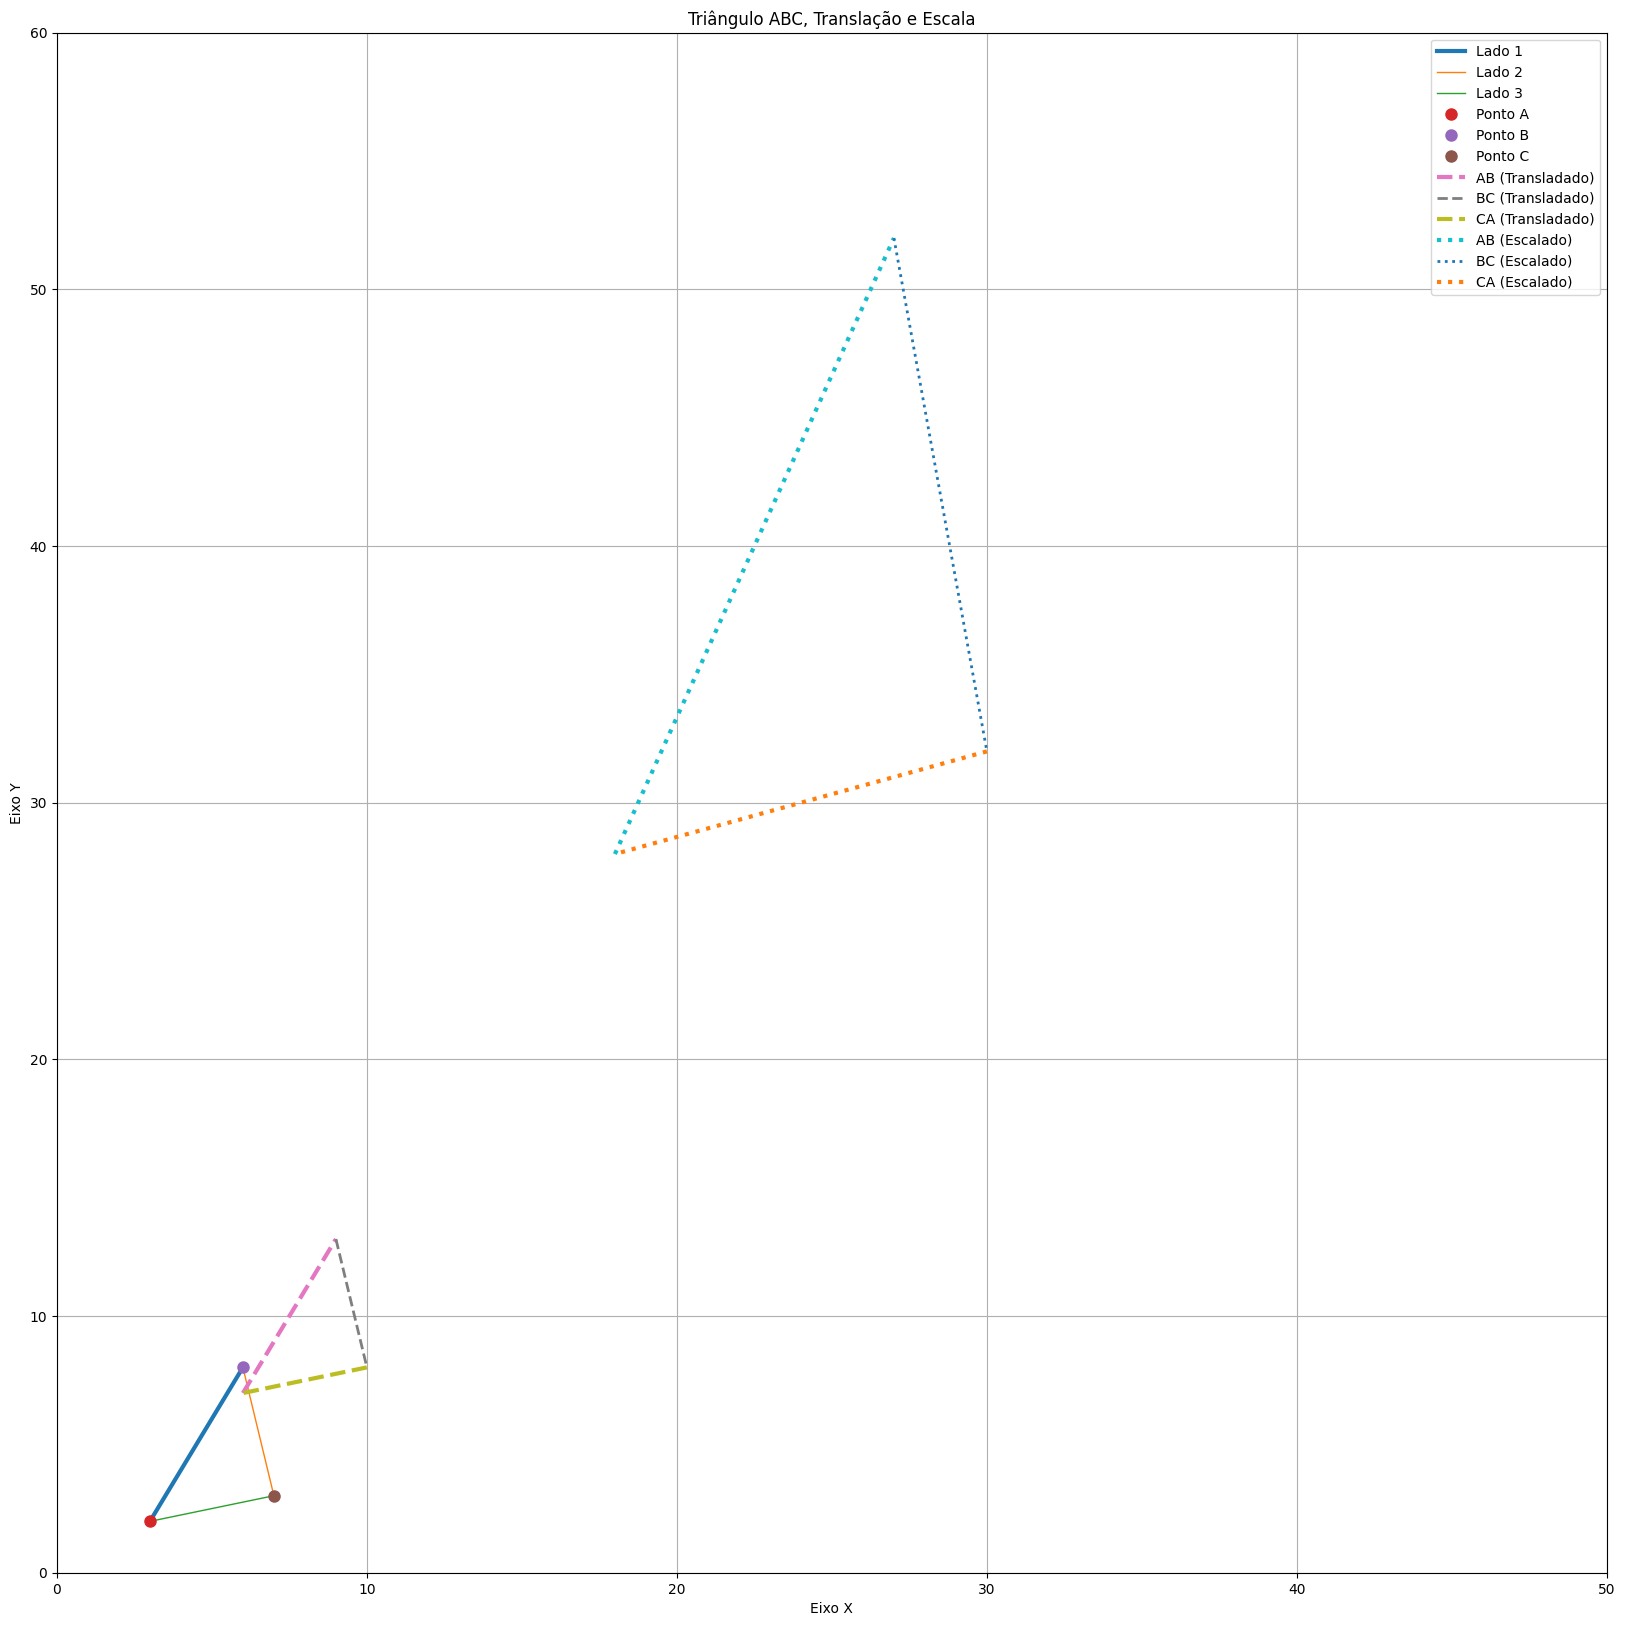 Triângulo ABC, Translação e Escala
60
50
40
30
20
10
0
Eixo Y
Lado 1
Lado 2
Lado 3
Ponto A
Ponto B
Ponto C
AB (Transladado)
BC (Transladado)
CA (Transladado)
AB (Escalado)
BC (Escalado)
CA (Escalado)
0 10 20 30 40 50
Eixo X